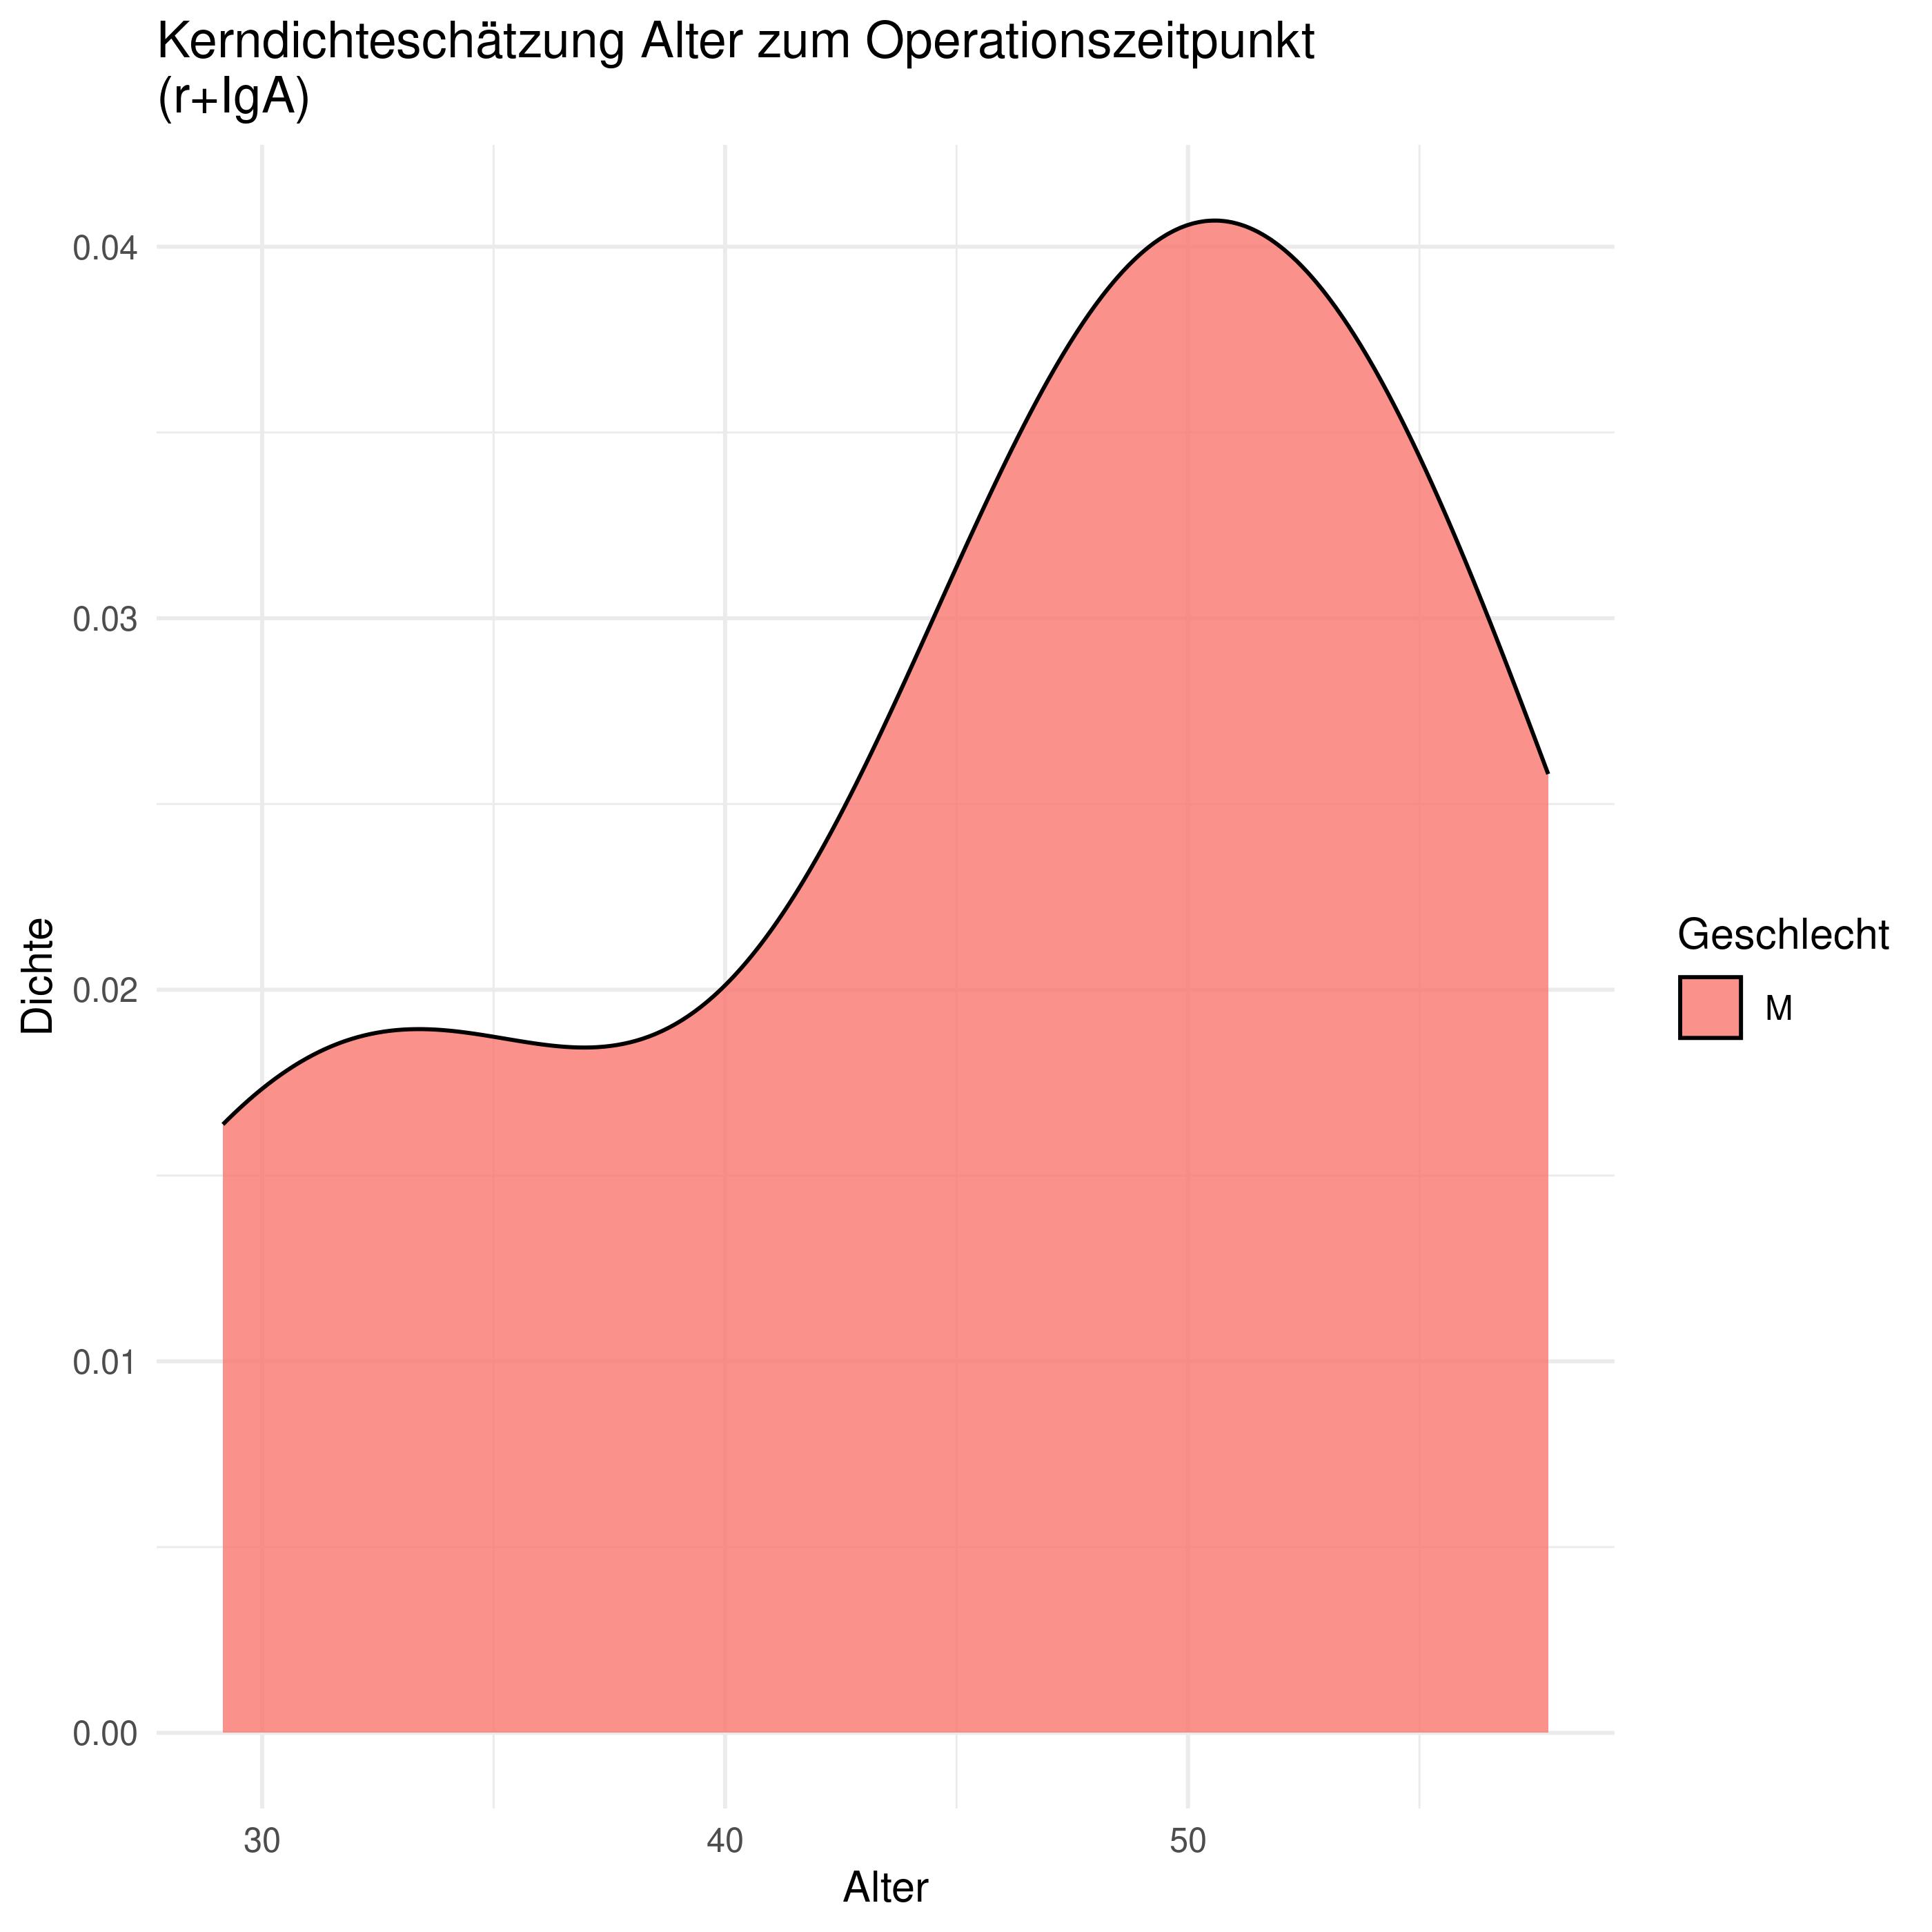 Kerndichteschätzung Alter zum Operationszeitpunkt
(r+IgA)
0.04
0.03
0.02
0.01
0.00
Dichte
30
40
50
Alter
Geschlecht
M